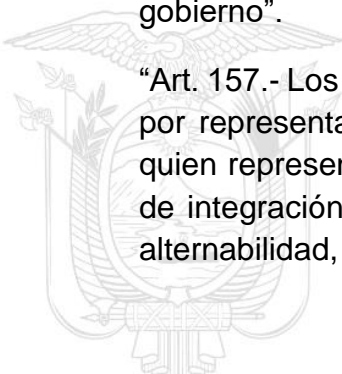 gobierno”.
“Art. 157.- Los
por representa
quien represen
de integración
alternabilidad,